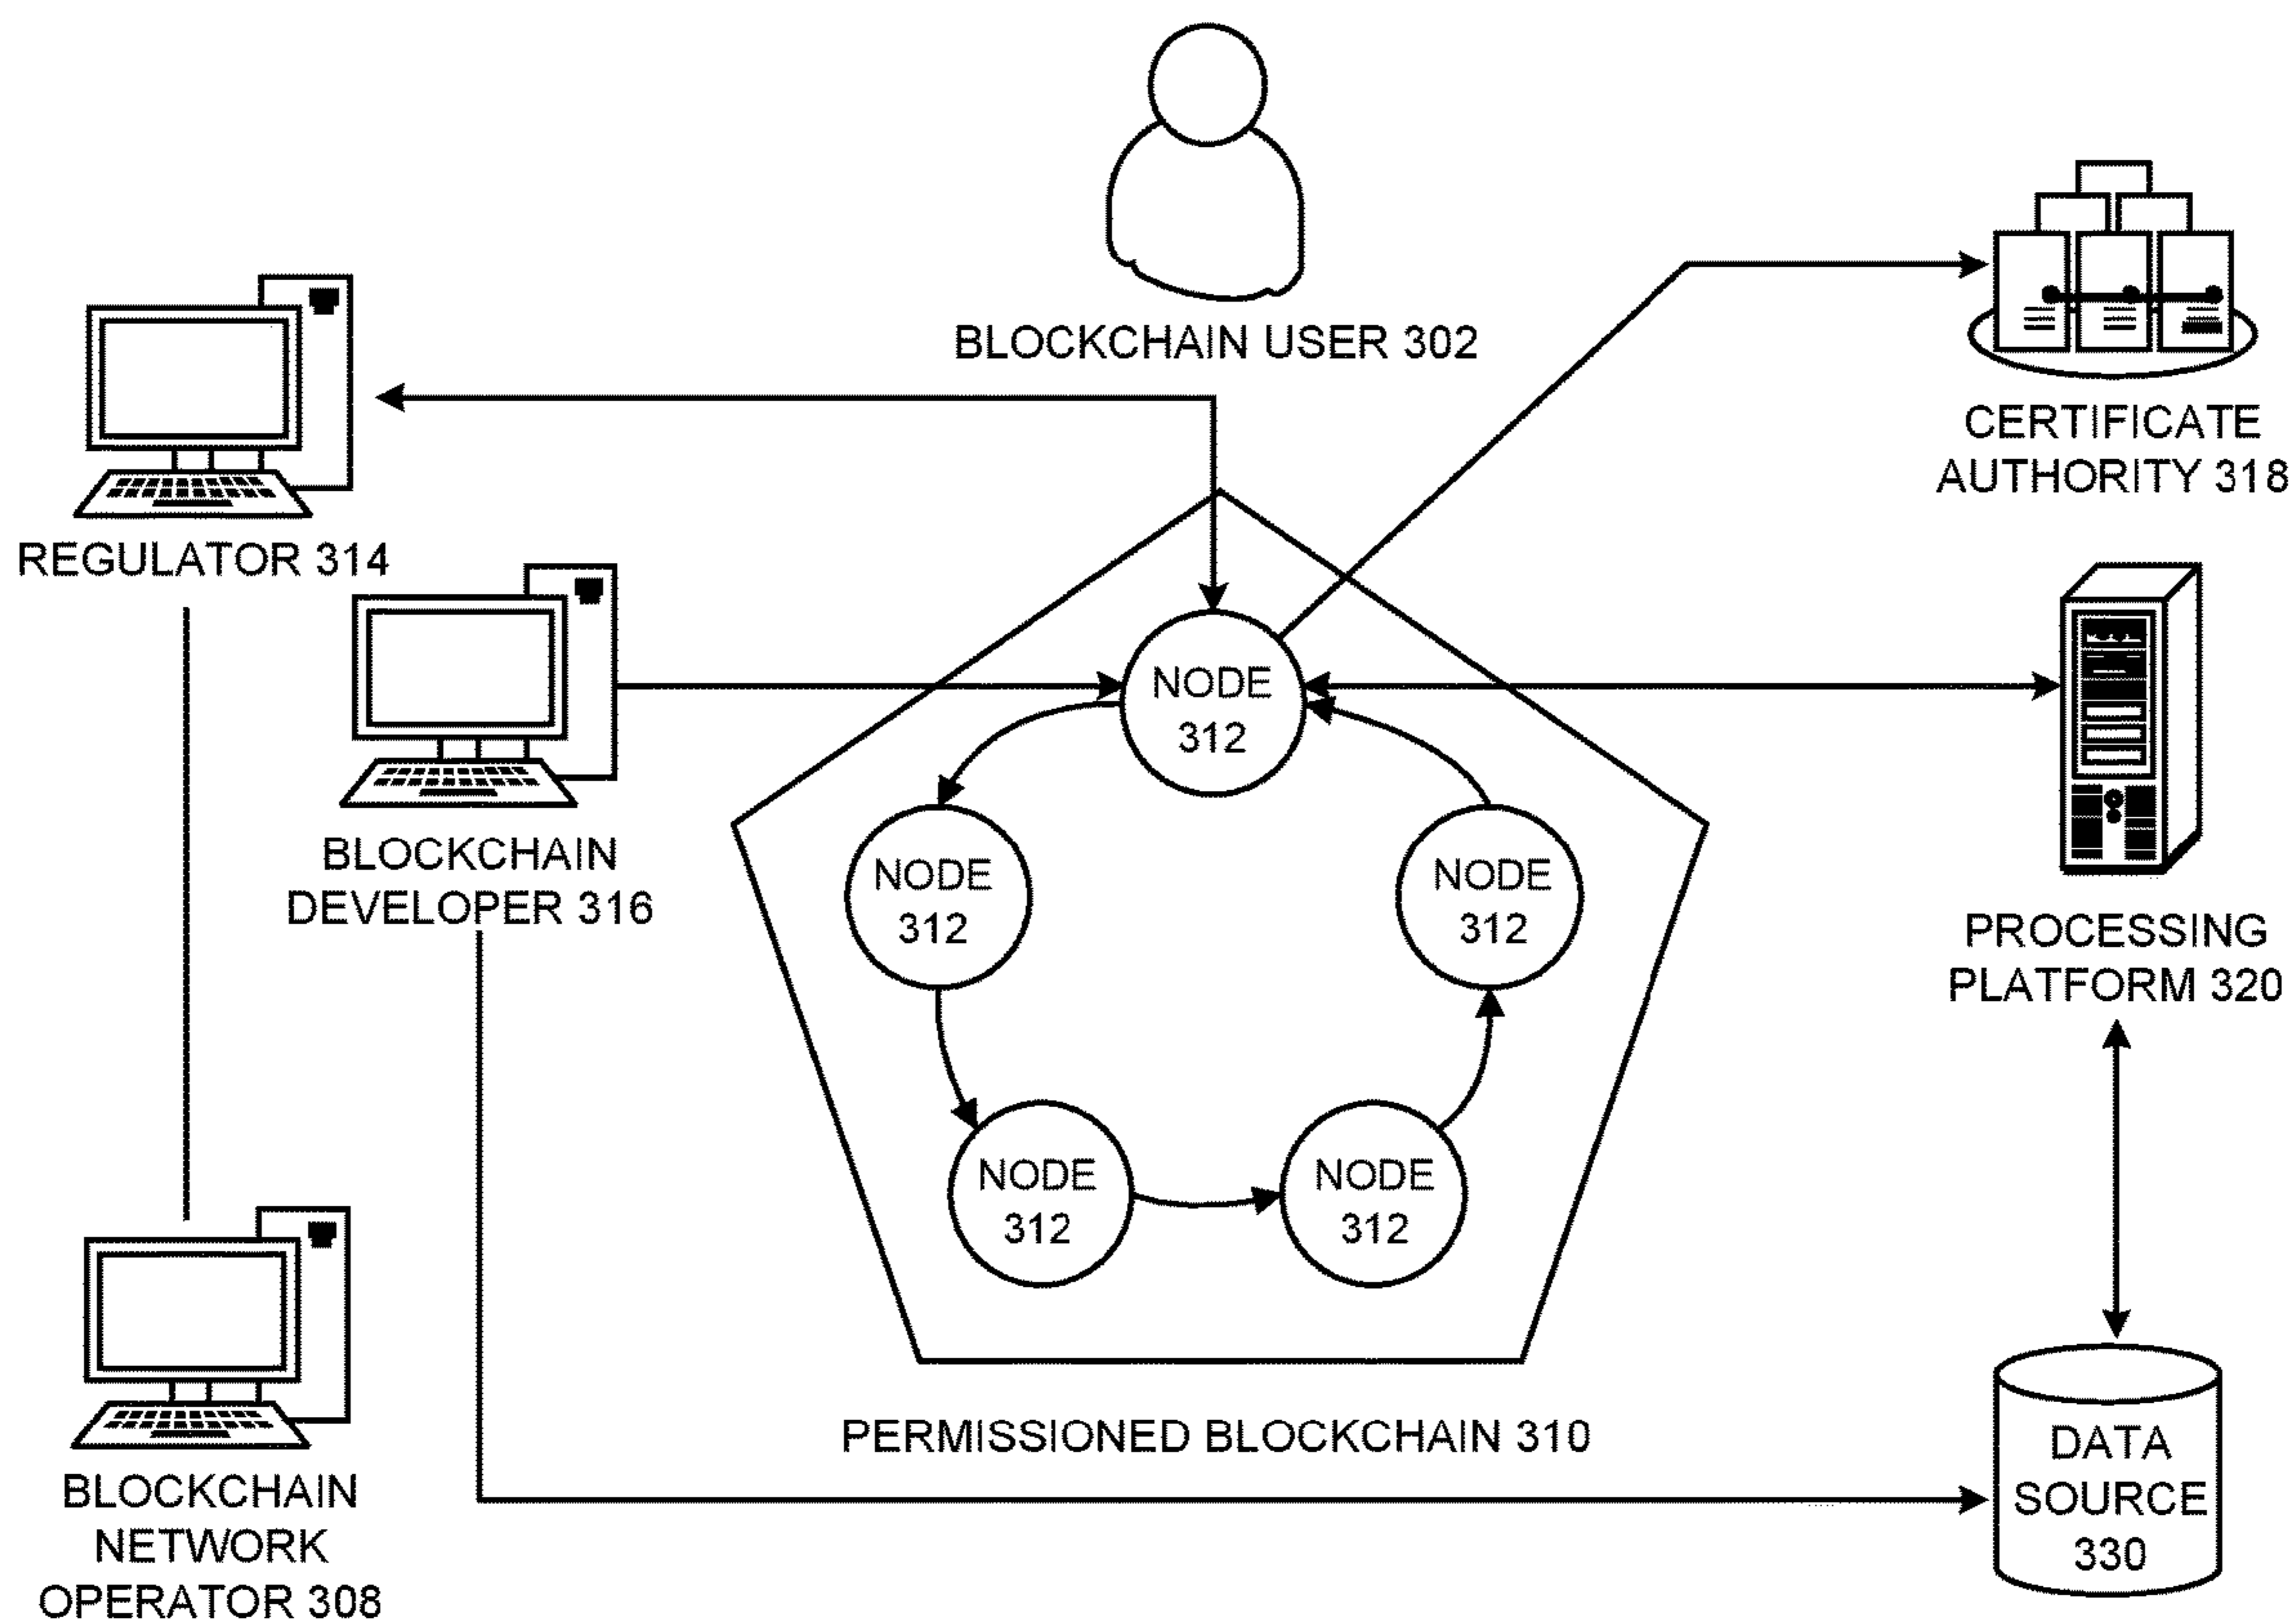 BLOCKCHAIN USER 302
CERTIFICATE
AUTHORITY 318
REGULATOR 314
BLOCKCHAIN
DEVELOPER 316
NODE
312
NODE
312
NODE
312
NODE
312
NODE
312
PROCESSING
PLATFORM 320
PERMISSIONED BLOCKCHAIN 310
BLOCKCHAIN
NETWORK
OPERATOR 308
DATA
SOURCE
330